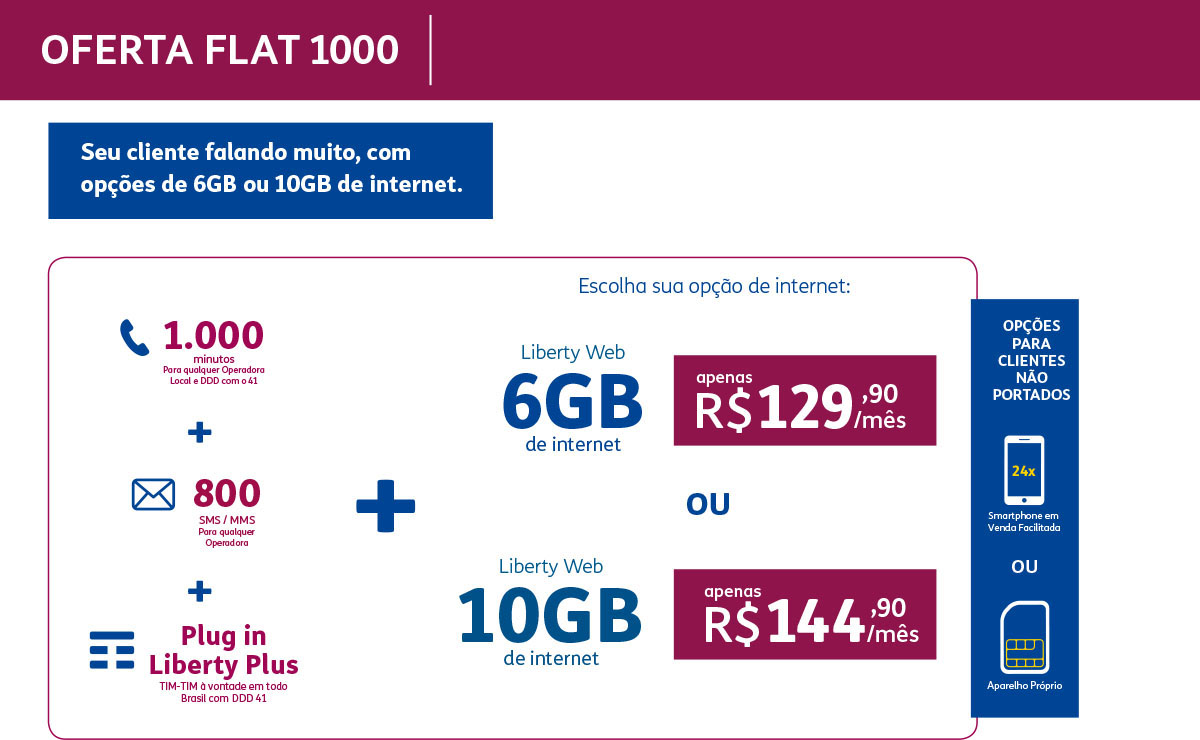 OFERTA FLAT 1000
Seu cliente falando muito, com
opções de 6GB ou 10GB de internet.
Escolha sua opção de internet:
1.000
minutos
Para qualquer Operadora
Local e DDD com o 41
+
800
SMS / MMS
Para qualquer
Operadora
+
Plug in
Liberty Plus
TIM-TIM à vontade em todo
Brasil com DDD 41
+
Liberty Web
6GB
de internet
apenas
R$129,90/mês
OU
Liberty Web
10GB
de internet
apenas
R$144,90/mês
OPÇÕES
PARA
CLIENTES
NÃO
PORTADOS
24x
Smartphone em
Venda Facilitada
OU
Aparelho Próprio